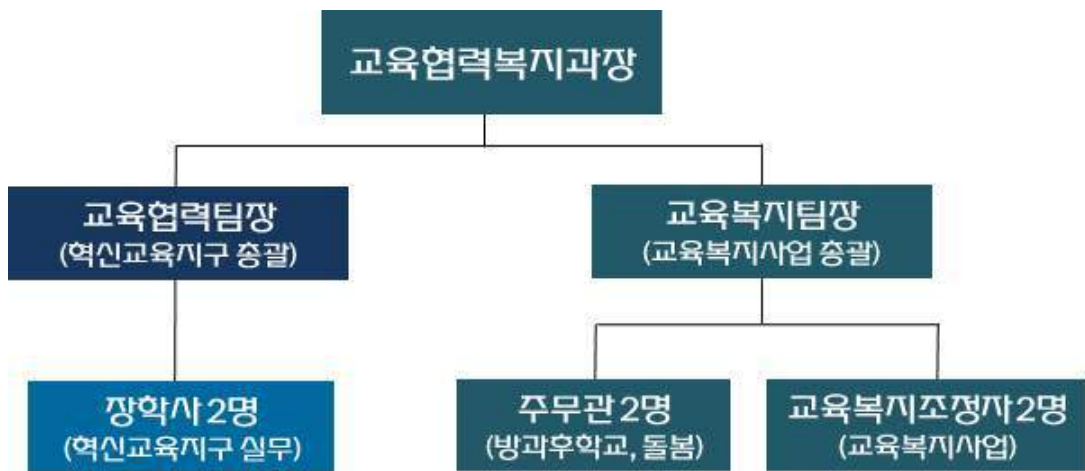 교육협력복지과장
교육협력팀장
(혁신교육지구 총괄)
교육복지팀장
(교육복지사업 총괄)
장학사 2명
(혁신교육지구 실무)
주무관 2명
(방과후학교, 돌봄)
교육복지조정자 2명
(교육복지사업)